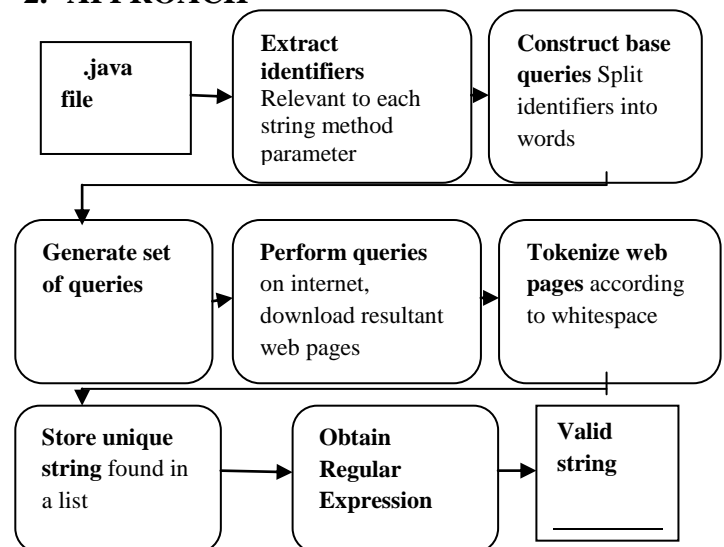 2. APPROACH
.java
file
Extract
identifiers
Relevant to each
string method
parameter
Construct base
queries Split
identifiers into
words
Generate set
of queries
Perform queries
on internet,
download resultant
web pages
Tokenize web
pages according
to whitespace
Store unique
string found in
a list
Obtain
Regular
Expression
Valid
string